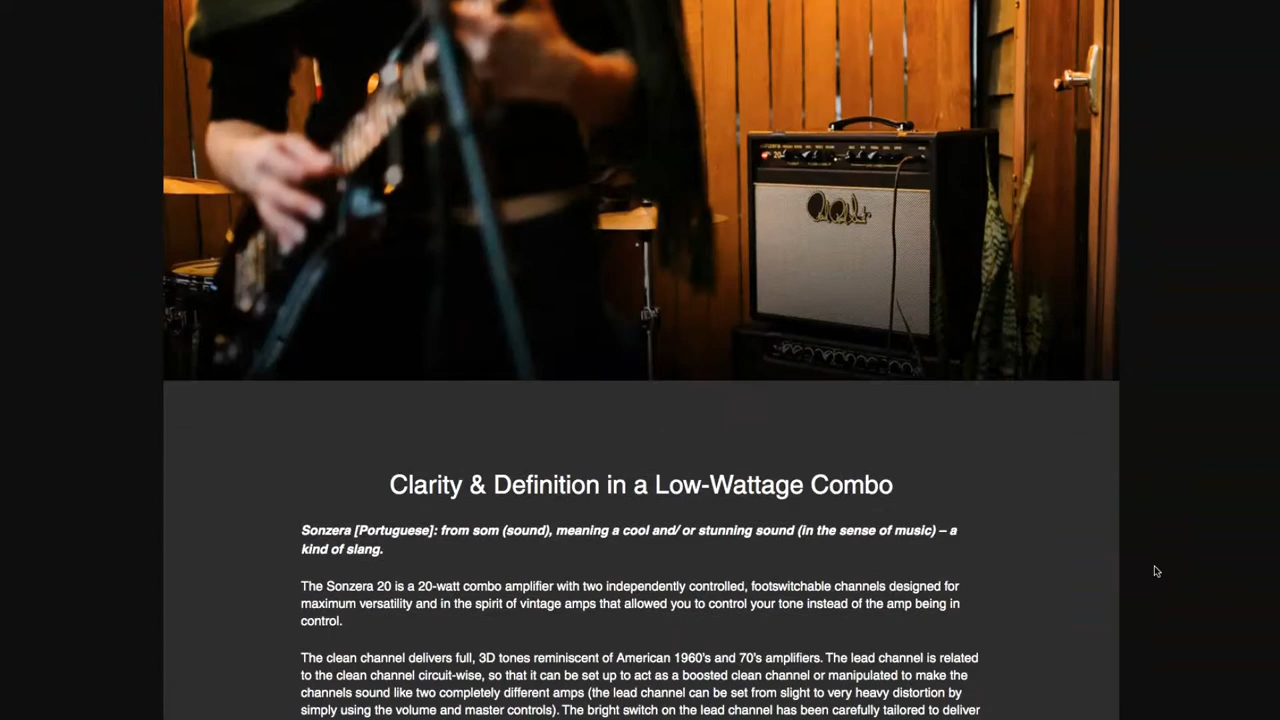 Clarity & Definition in a Low-Wattage Combo
Sonzera [Portuguese]: from som (sound), meaning a cool and/ or stunning sound (in the sense of music) – a
kind of slang.
The Sonzera 20 is a 20-watt combo amplifier with two independently controlled, footswitchable channels designed for
maximum versatility and in the spirit of vintage amps that allowed you to control your tone instead of the amp being in
control.
The clean channel delivers full, 3D tones reminiscent of American 1960's and 70's amplifiers. The lead channel is related
to the clean channel circuit-wise, so that it can be set up to act as a boosted clean channel or manipulated to make the
channels sound like two completely different amps (the lead channel can be set from slight to very heavy distortion by
simply using the volume and master controls). The bright switch on the lead channel has been carefully tailored to deliver